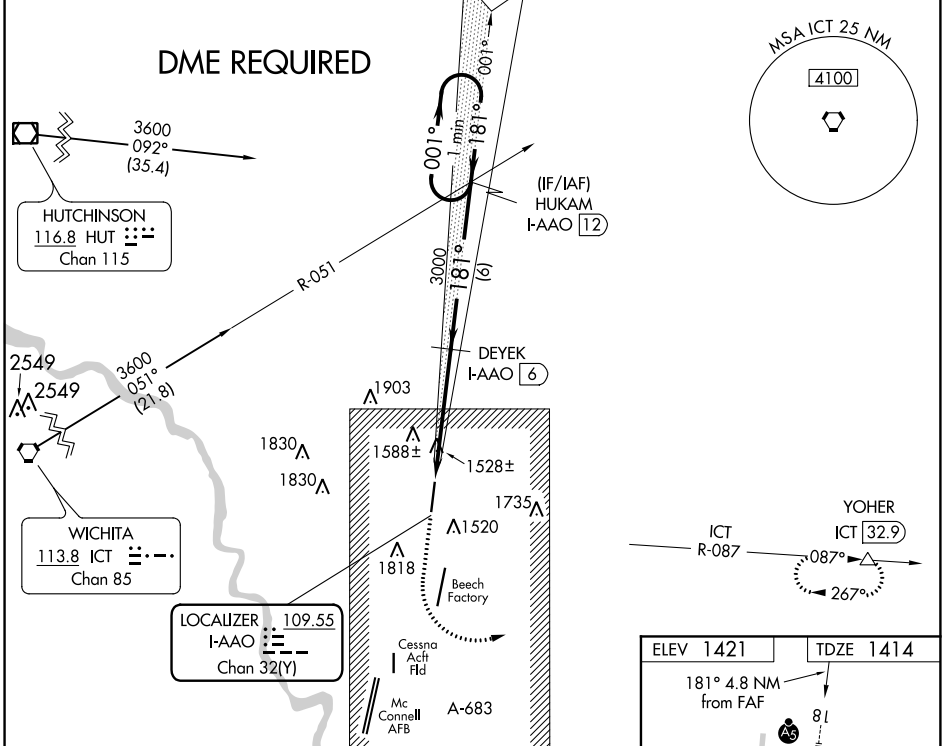 DME REQUIRED
MSA ICT 25 NM
4100
001°
001°
1 min
181°
3600
092°
(35.4)
HUTCHINSON
116.8 HUT
Chan 115
(IF/IAF)
HUKAM
I-AAO 12
R-051
3000
181°
(6)
3600
051°
(21.8)
2549
2549
DEYEK
I-AAO 6
1903
1588±
1528±
1830
1830
1735
1520
1818
WICHITA
113.8 ICT
Chan 85
YOHER
ICT 32.9
ICT
R-087
087°
267°
Beech
Factory
LOCALIZER 109.55
I-AAO
Chan 32(Y)
Cessna
Acft
Fld
Mc
Connell
AFB
A-683
ELEV 1421
TDZE 1414
181° 4.8 NM
from FAF
18
A5